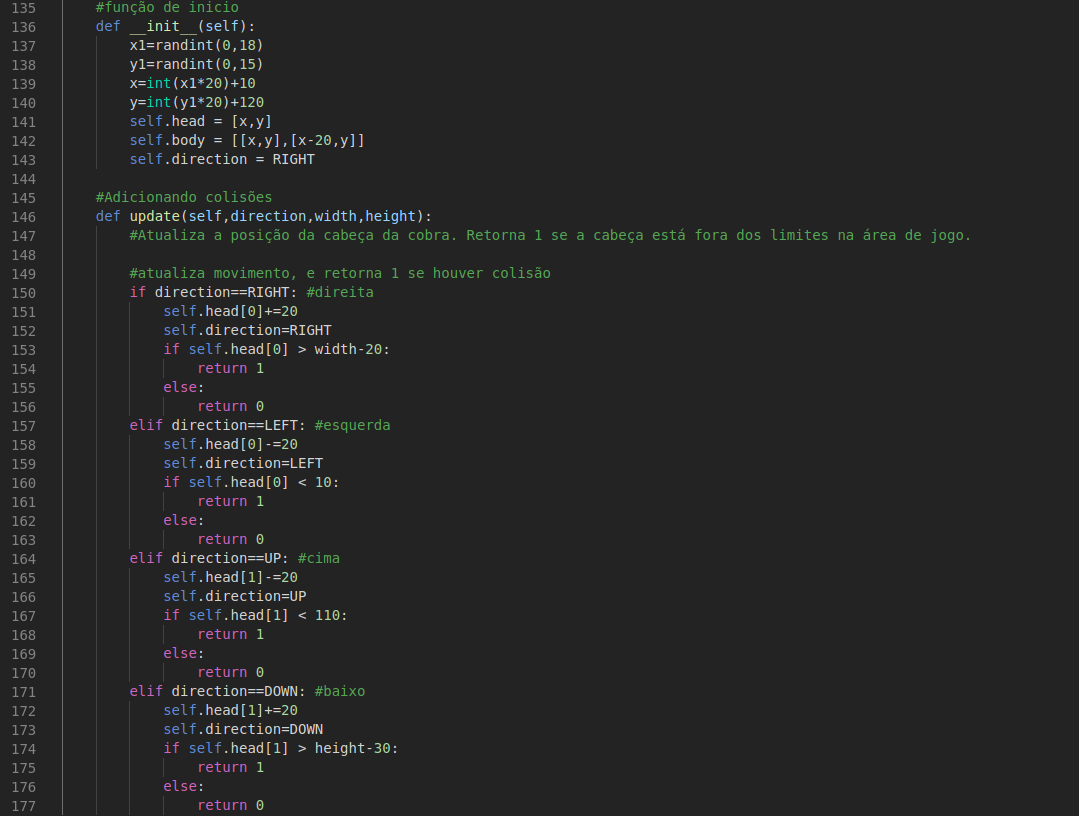 135 #função de inicio
136 def __init__(self):
137 x1=randint(0,18)
138 y1=randint(0,15)
139 x=int(x1*20)+10
140 y=int(y1*20)+120
141 self.head = [x,y]
142 self.body = [[x,y],[x-20,y]]
143 self.direction = RIGHT
144
145 #Adicionando colisões
146 def update(self,direction,width,height):
147 #Atualiza a posição da cabeça da cobra. Retorna 1 se a cabeça está fora dos limites na área de jogo.
148
149 #atualiza movimento, e retorna 1 se houver colisão
150 if direction==RIGHT: #direita
151 self.head[0]+=20
152 self.direction=RIGHT
153 if self.head[0] > width-20:
154 return 1
155 else:
156 return 0
157 elif direction==LEFT: #esquerda
158 self.head[0]-=20
159 self.direction=LEFT
160 if self.head[0] < 10:
161 return 1
162 else:
163 return 0
164 elif direction==UP: #cima
165 self.head[1]-=20
166 self.direction=UP
167 if self.head[1] < 110:
168 return 1
169 else:
170 return 0
171 elif direction==DOWN: #baixo
172 self.head[1]+=20
173 self.direction=DOWN
174 if self.head[1] > height-30:
175 return 1
176 else:
177 return 0